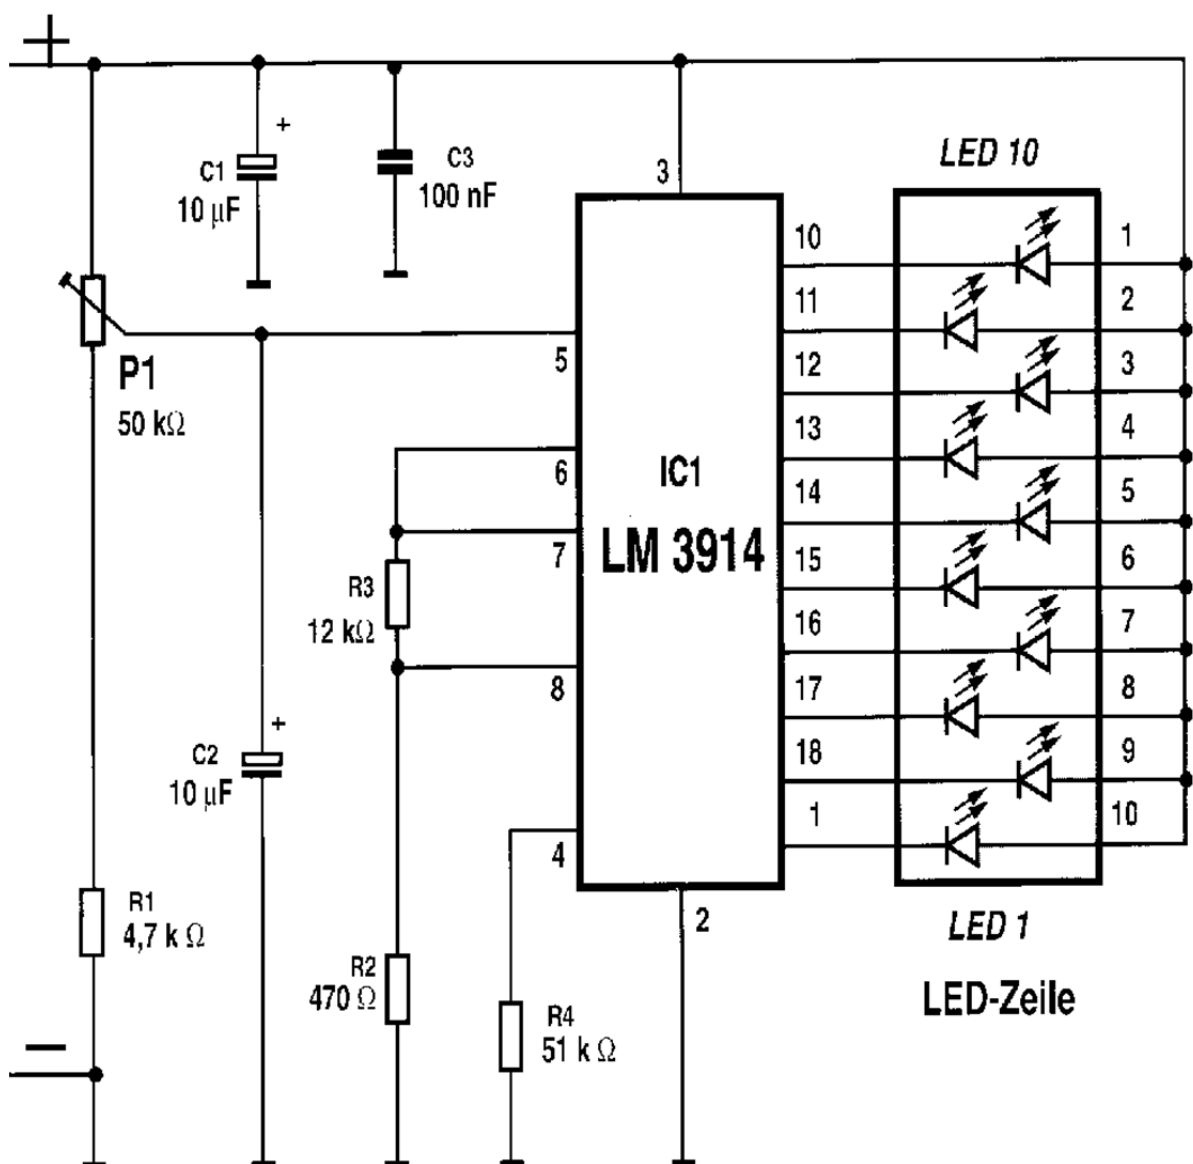 +
LED 10
+
C1
10 µF
C3
100 nF
3
10
1
11
2
P1
50 kΩ
5
12
3
13
4
6
IC1
LM 3914
14
5
7
15
6
R3
12 kΩ
16
7
8
17
8
+
C2
10 µF
18
9
1
10
4
R1
4,7 k Ω
2
LED 1
R2
470 Ω
LED-Zeile
R4
51 k Ω
−